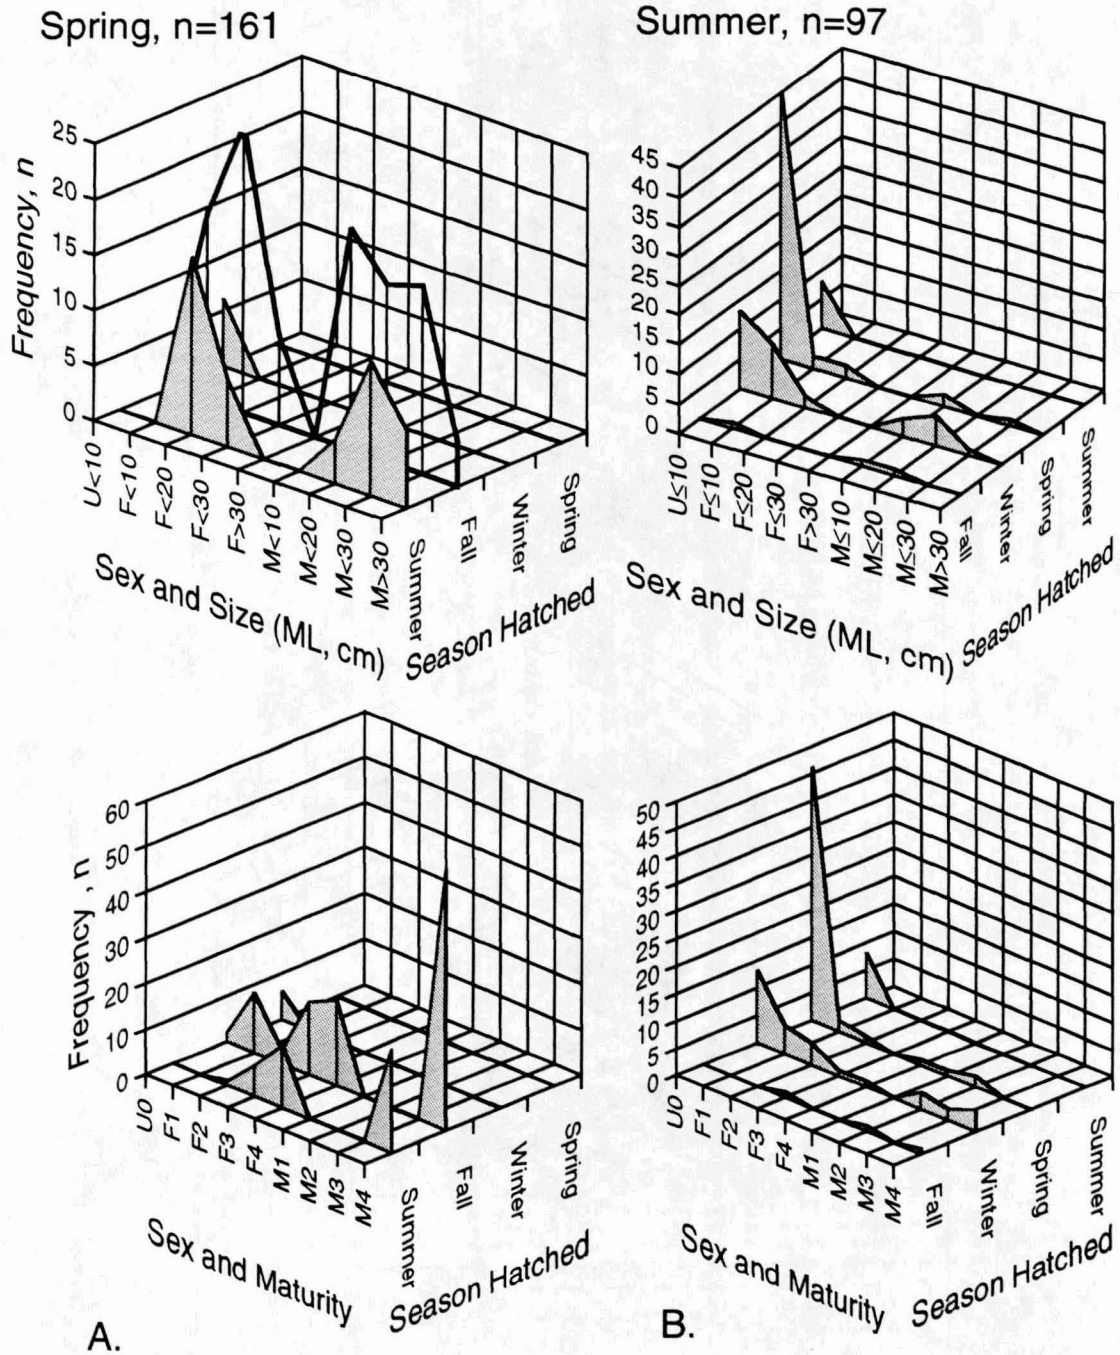 Spring, n=161
Frequency, n
25
20
15
10
5
0
U<10
F<10
F<20
F<30
F>30
M<10
M<20
M<30
M>30
Sex and Size (ML, cm)
Summer
Fall
Winter
Spring
Season Hatched
Summer, n=97
45
40
35
30
25
20
15
10
5
0
U≤10
F≤10
F≤20
F≤30
F>30
M≤10
M≤20
M≤30
M>30
Sex and Size (ML, cm)
Fall
Winter
Spring
Summer
Season Hatched
Frequency , n
60
50
40
30
20
10
0
U0
F1
F2
F3
F4
M1
M2
M3
M4
Sex and Maturity
Summer
Fall
Winter
Spring
Season Hatched
A.
50
45
40
35
30
25
20
15
10
5
0
U0
F1
F2
F3
F4
M1
M2
M3
M4
Sex and Maturity
Fall
Winter
Spring
Summer
Season Hatched
B.